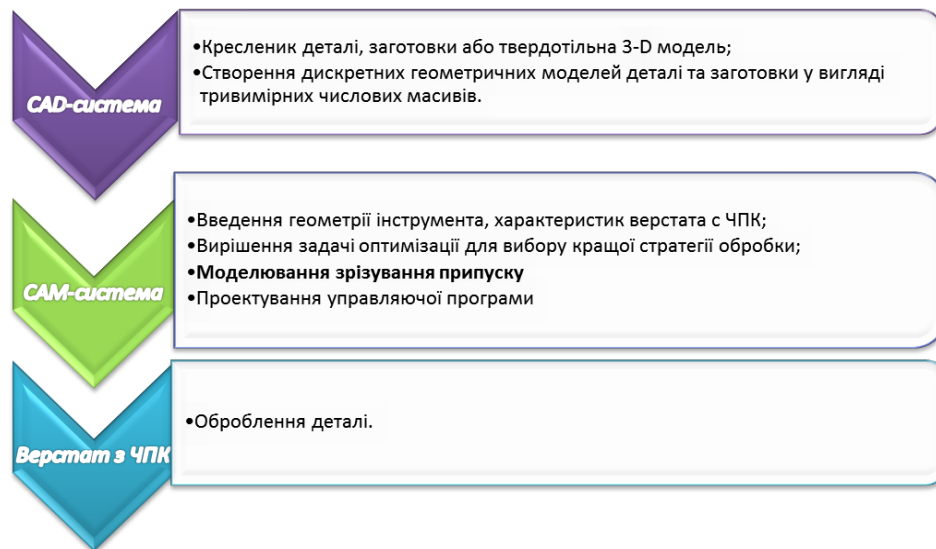 CAD-система
•Кресленик деталі, заготовки або твердотільна 3-D модель;
•Створення дискретних геометричних моделей деталі та заготовки у вигляді
тривимірних числових масивів.
CAM-система
•Введення геометрії інструмента, характеристик верстата с ЧПК;
•Вирішення задачі оптимізації для вибору кращої стратегії обробки;
•Моделювання зрізування припуску
•Проектування управляючої програми
Верстат з ЧПК
•Оброблення деталі.